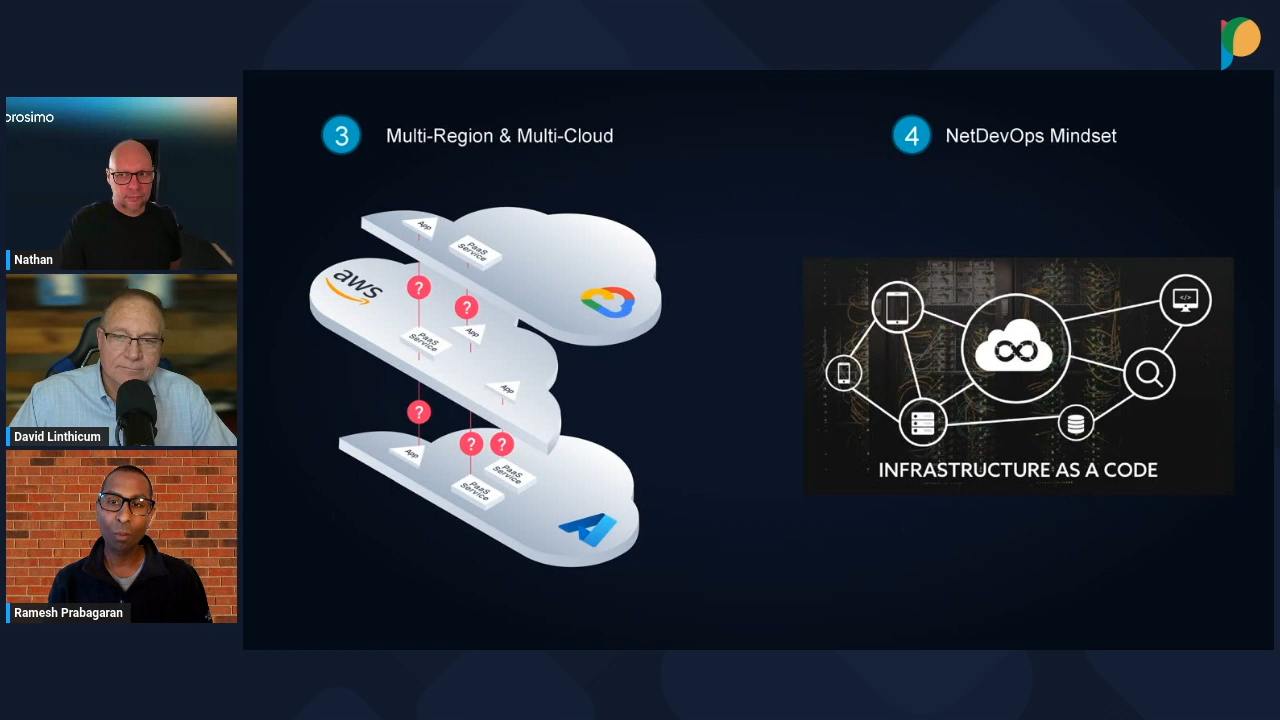 prosimo
Nathan
David Linthicum
Ramesh Prabagaran
3
Multi-Region & Multi-Cloud
App
PaaS
Service
aws
?
?
App
PaaS
Service
App
?
?
?
App
PaaS
Service
PaaS
Service
4
NetDevOps Mindset
</>
INFRASTRUCTURE AS A CODE